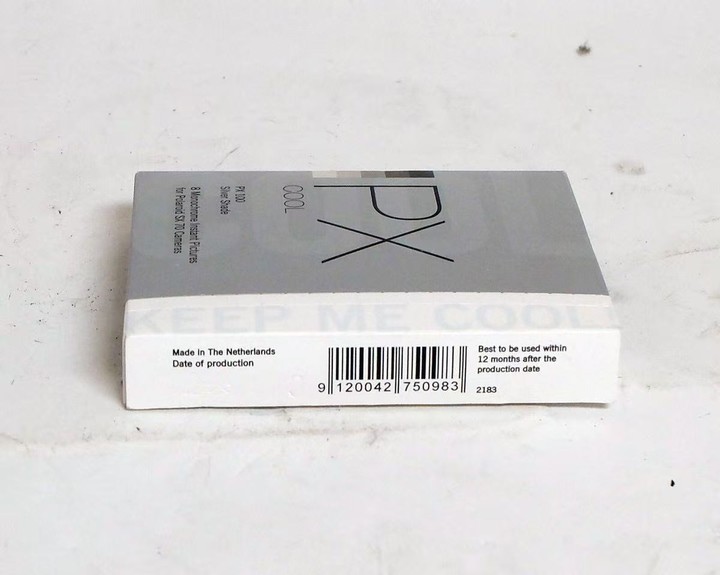 PX
COOL
PX 100
Silver Shade
8 Monochrome Instant Pictures
for Polaroid SX 70 Cameras
KEEP ME COOL!
Made in The Netherlands
Date of production
9 120042 750983
Best to be used within
12 months after the
production date
2183